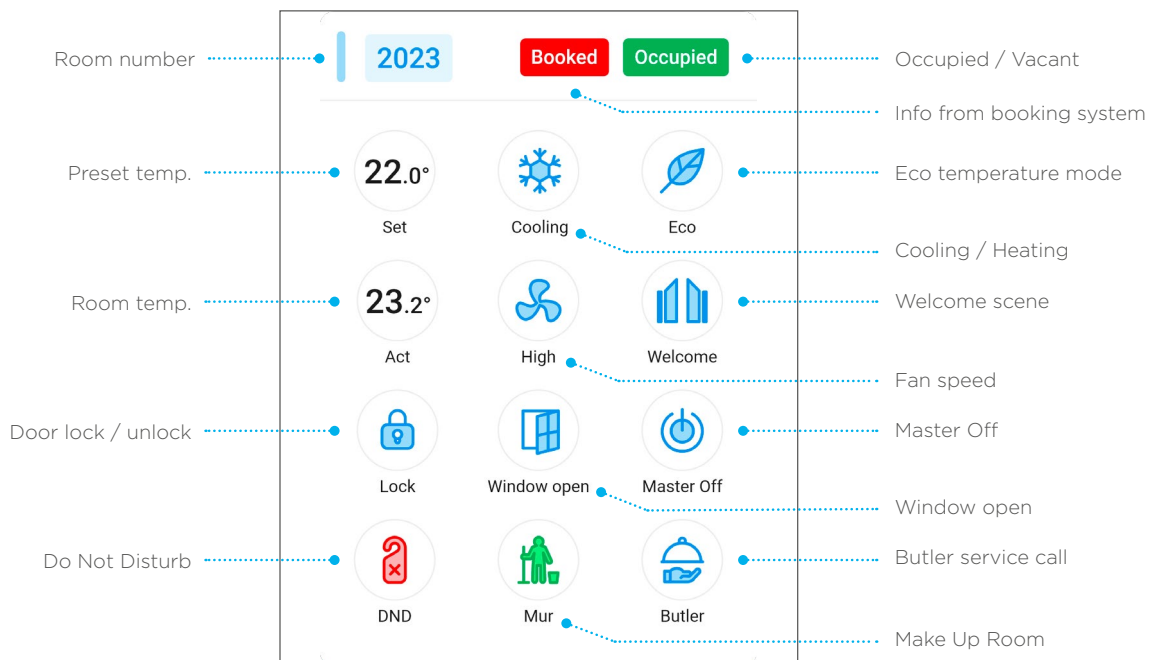 Room number
2023
Booked
Occupied
Occupied / Vacant
Info from booking system
Preset temp.
22.0°
Set
Cooling
Eco
Eco temperature mode
Cooling / Heating
Room temp.
23.2°
Act
High
Welcome
Welcome scene
Fan speed
Door lock / unlock
Lock
Window open
Master Off
Master Off
Window open
Do Not Disturb
DND
Mur
Butler
Butler service call
Make Up Room